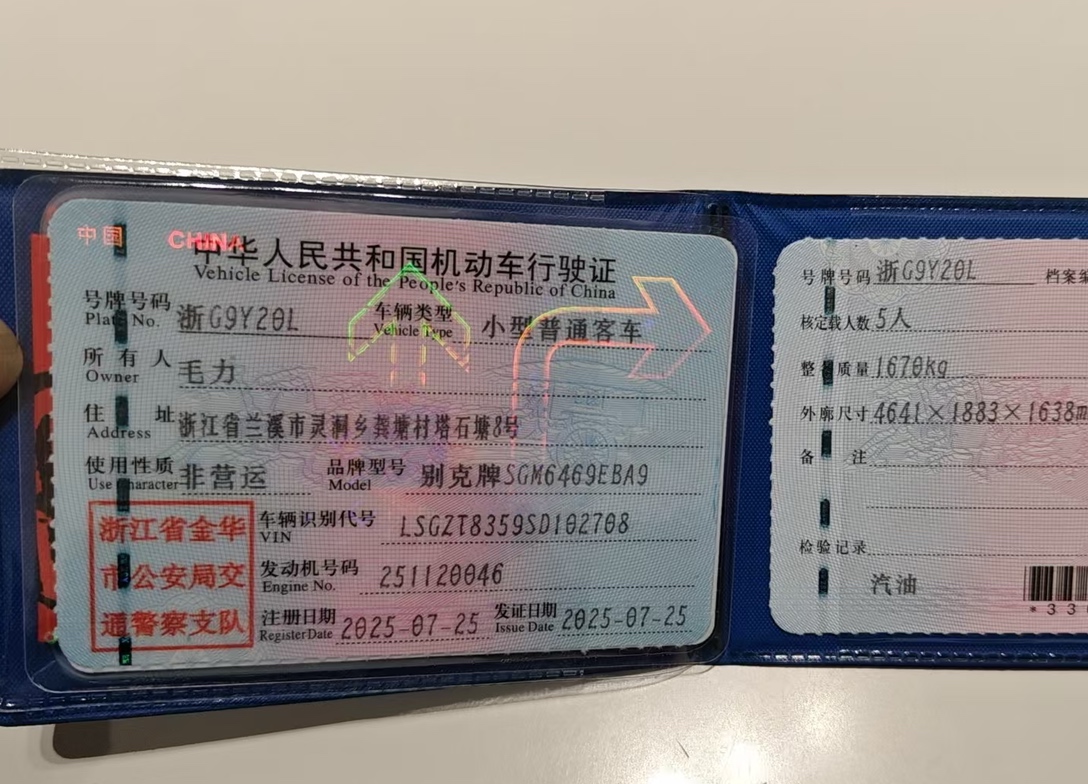 中国 CHINA
中华人民共和国机动车行驶证
Vehicle License of the People's Republic of China
号牌号码 浙G9Y20L 车辆类型 小型普通客车
Plate No. Vehicle Type
所有人 毛力
Owner
住址 浙江省兰溪市灵洞乡龚塘村塔石塘8号
Address
使用性质 非营运 品牌型号 别克牌SGM6469EBA9
Use Character Model
浙江省金华
市公安局交
通警察支队
车辆识别代号 LSGZT8359SD102708
VIN
发动机号码 251120046
Engine No.
注册日期 2025-07-25 发证日期 2025-07-25
Register Date Issue Date
号牌号码 浙G9Y20L 档案编
核定载人数 5人
整 质量 1670kg
外廓尺寸 4641×1883×1638m
备注
检验记录
汽油
*33